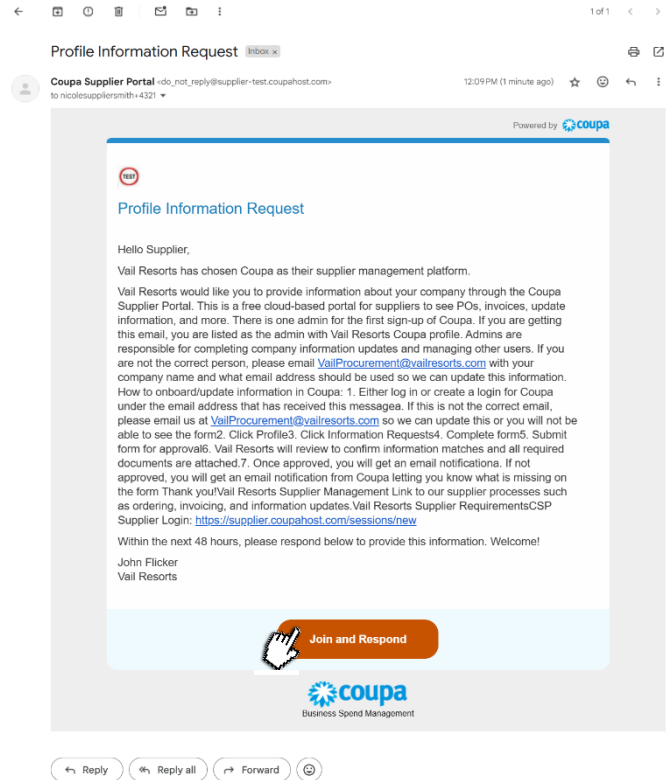 1 of 1
Profile Information Request Inbox x
Coupa Supplier Portal <do_not_reply@supplier-test.coupahost.com>
12:09 PM (1 minute ago)
to nicolesuppliersmith+4321
Powered by coupa
TEST
Profile Information Request
Hello Supplier,
Vail Resorts has chosen Coupa as their supplier management platform.
Vail Resorts would like you to provide information about your company through the Coupa
Supplier Portal. This is a free cloud-based portal for suppliers to see POs, invoices, update
information, and more. There is one admin for the first sign-up of Coupa. If you are getting
this email, you are listed as the admin with Vail Resorts Coupa profile. Admins are
responsible for completing company information updates and managing other users. If you
are not the correct person, please email VailProcurement@vailresorts.com with your
company name and what email address should be used so we can update this information.
How to onboard/update information in Coupa: 1. Either log in or create a login for Coupa
under the email address that has received this messagea. If this is not the correct email,
please email us at VailProcurement@vailresorts.com so we can update this or you will not be
able to see the form2. Click Profile3. Click Information Requests4. Complete form5. Submit
form for approval6. Vail Resorts will review to confirm information matches and all required
documents are attached.7. Once approved, you will get an email notificationa. If not
approved, you will get an email notification from Coupa letting you know what is missing on
the form Thank you!Vail Resorts Supplier Management Link to our supplier processes such
as ordering, invoicing, and information updates.Vail Resorts Supplier RequirementsCSP
Supplier Login: https://supplier.coupahost.com/sessions/new
Within the next 48 hours, please respond below to provide this information. Welcome!
John Flicker
Vail Resorts
Join and Respond
coupa
Business Spend Management
Reply
Reply all
Forward